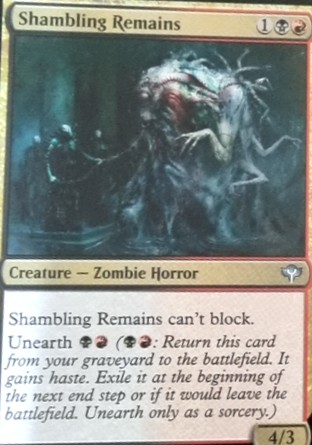 Shambling Remains 1
Creature — Zombie Horror
Shambling Remains can't block.
Unearth (: Return this card
from your graveyard to the battlefield. It
gains haste. Exile it at the beginning of
the next end step or if it would leave the
battlefield. Unearth only as a sorcery.)
4/3